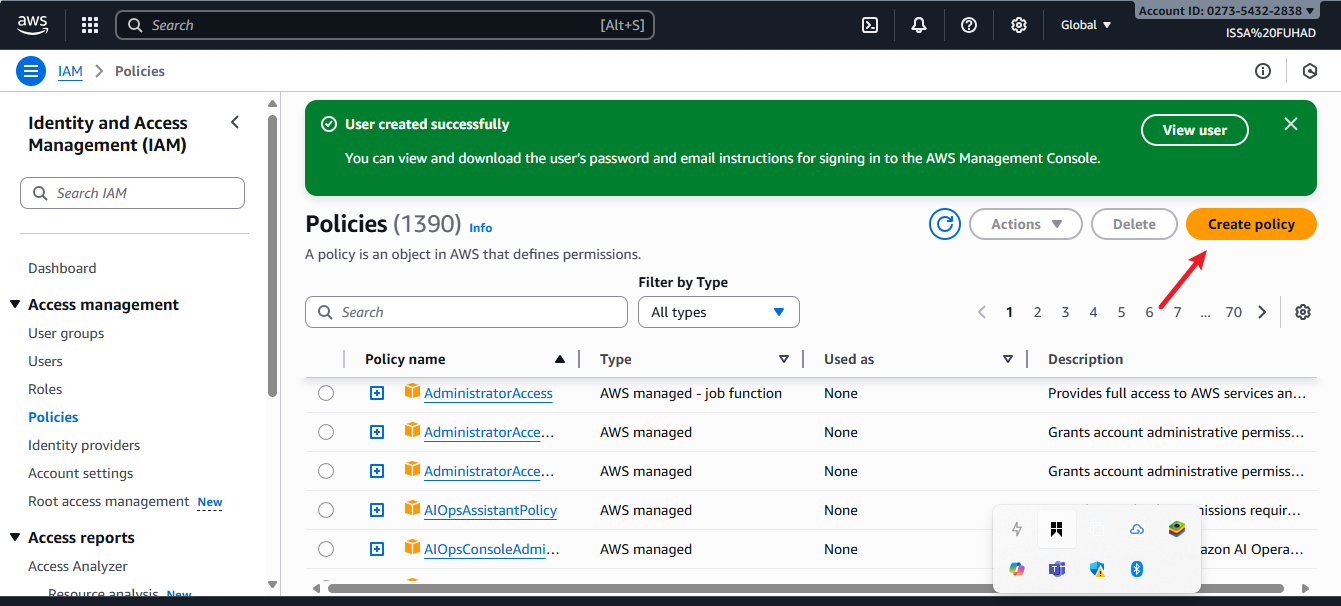 aws
Search
[Alt+S]
Global
Account ID: 0273-5432-2838
ISSA%20FUHAD
IAM
Policies
Identity and Access
Management (IAM)
Search IAM
Dashboard
Access management
User groups
Users
Roles
Policies
Identity providers
Account settings
Root access management New
Access reports
Access Analyzer
Resource analysis New
User created successfully
You can view and download the user's password and email instructions for signing in to the AWS Management Console.
View user
Policies (1390) Info
A policy is an object in AWS that defines permissions.
Actions
Delete
Create policy
Filter by Type
Search
All types
1 2 3 4 5 6 7 ... 70
Policy name Type Used as Description
AdministratorAccess AWS managed - job function None Provides full access to AWS services an...
AdministratorAcce... AWS managed None Grants account administrative permiss...
AdministratorAcce... AWS managed None Grants account administrative permiss...
AIOpsAssistantPolicy AWS managed None requir...
AIOpsConsoleAdmi... AWS managed None AI Opera...